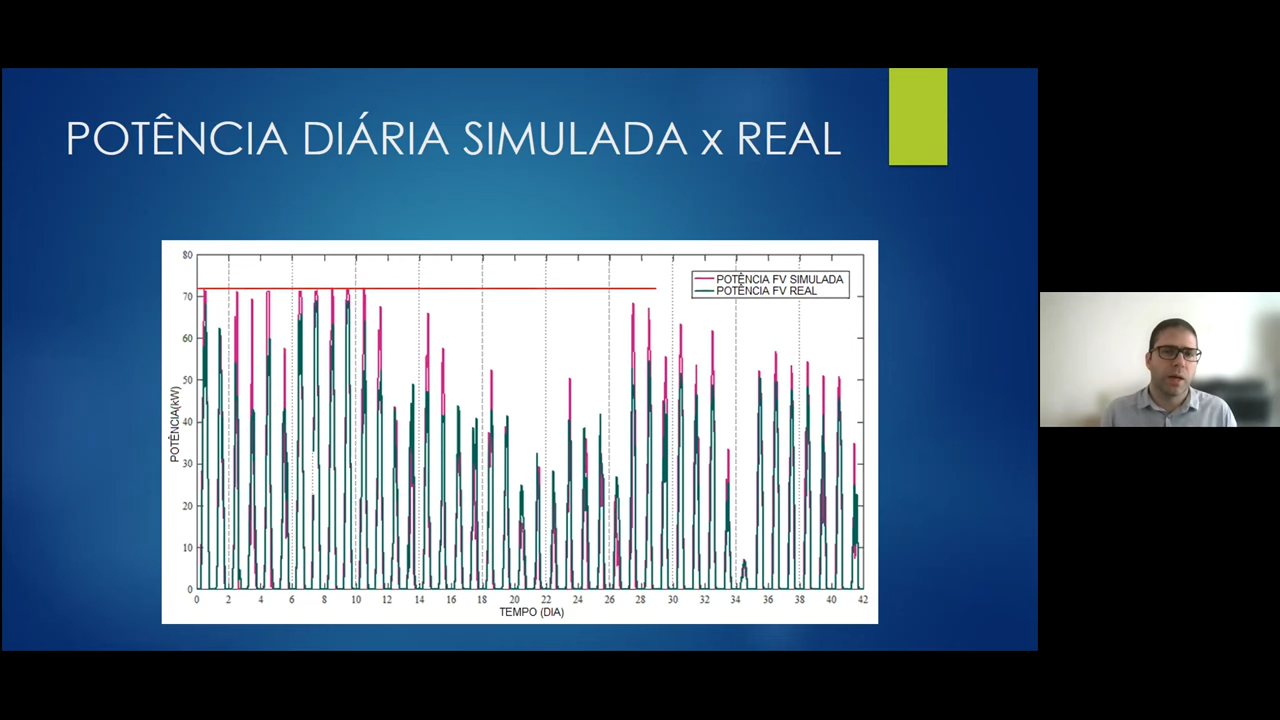 POTÊNCIA DIÁRIA SIMULADA x REAL
80
70
60
50
40
30
20
10
0
POTÊNCIA(kW)
POTÊNCIA FV SIMULADA
POTÊNCIA FV REAL
0 2 4 6 8 10 12 14 16 18 20 22 24 26 28 30 32 34 36 38 40 42
TEMPO (DIA)